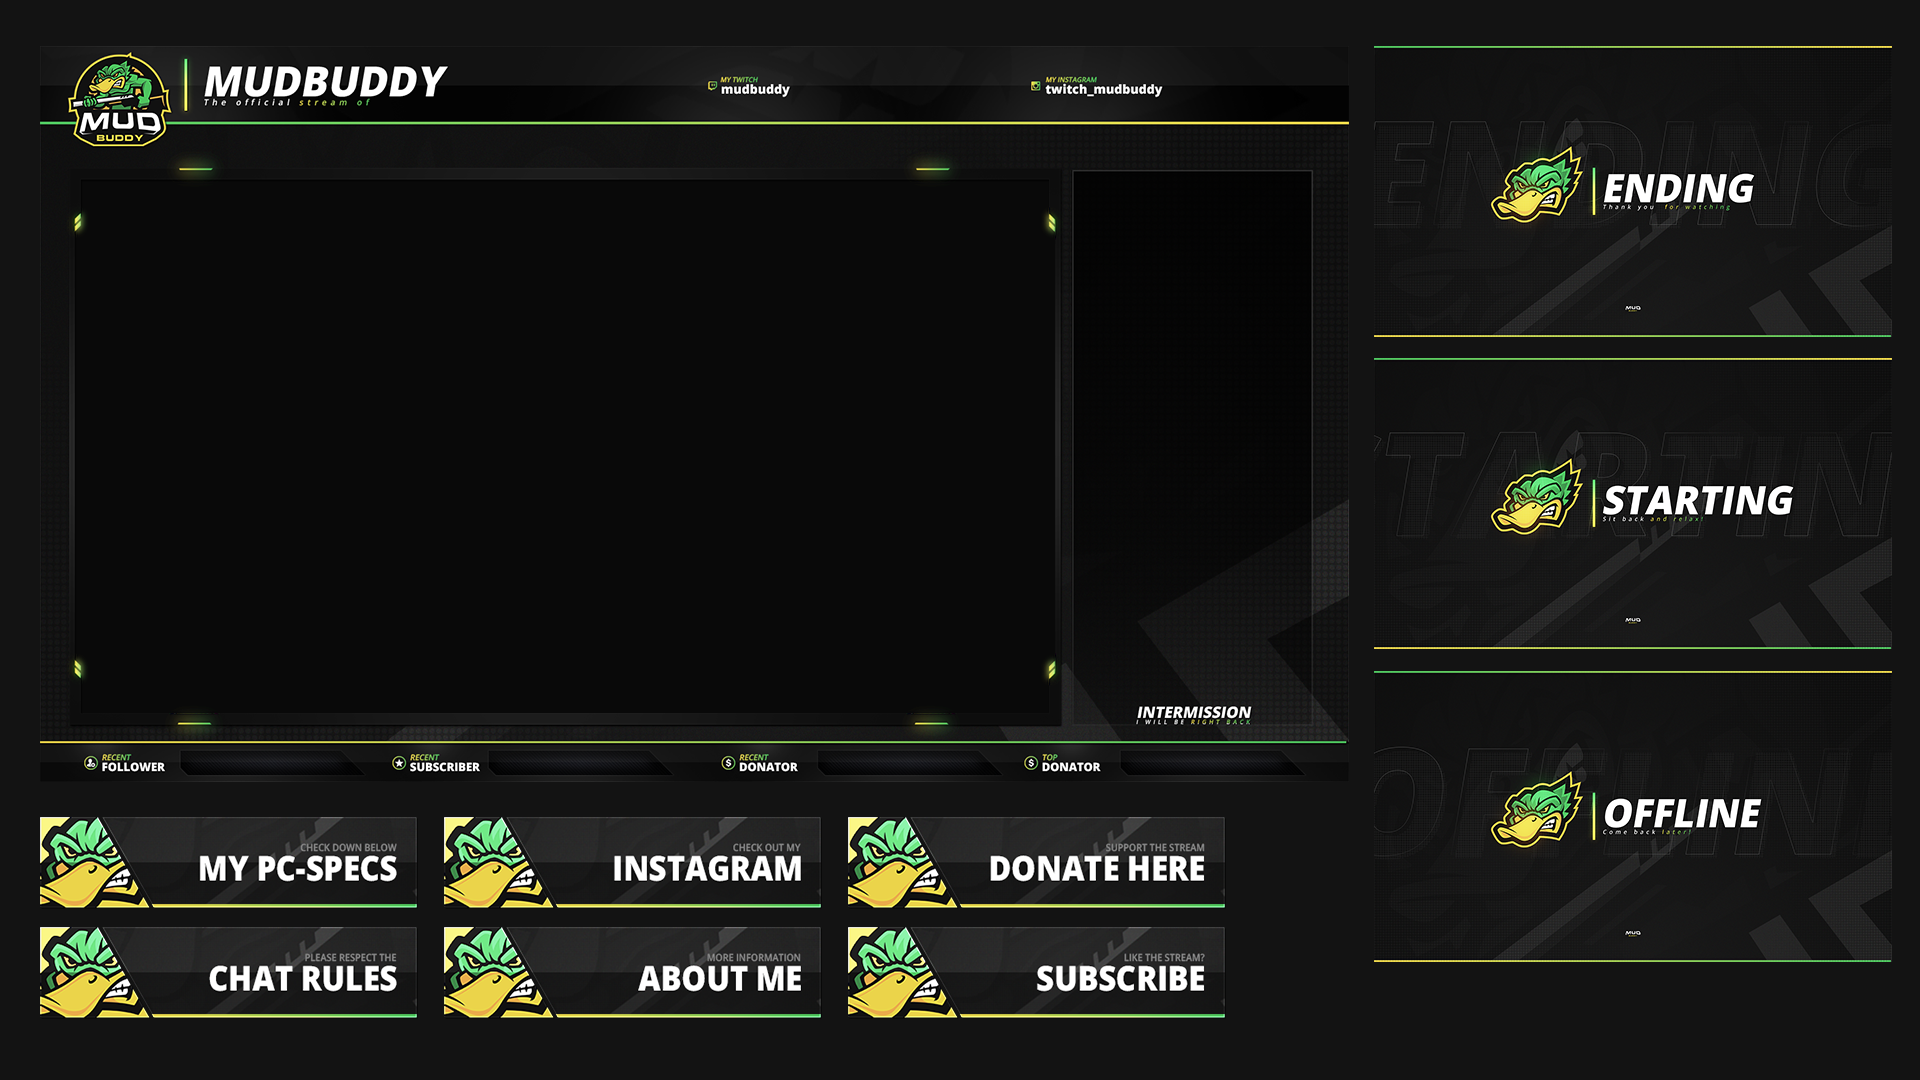 MUDBUDDY
The official stream of
MUD
BUDDY
MY TWITCH
mudbuddy
MY INSTAGRAM
twitch_mudbuddy
INTERMISSION
I WILL BE RIGHT BACK
RECENT
FOLLOWER
RECENT
SUBSCRIBER
RECENT
DONATOR
TOP
DONATOR
CHECK DOWN BELOW
MY PC-SPECS
CHECK OUT MY
INSTAGRAM
SUPPORT THE STREAM
DONATE HERE
PLEASE RESPECT THE
CHAT RULES
MORE INFORMATION
ABOUT ME
LIKE THE STREAM?
SUBSCRIBE
ENDING
ENDING
Thank you for watching
MUD
STARTIN
STARTING
Sit back and relax!
MUD
OFFLIN
OFFLINE
Come back later!
MUD